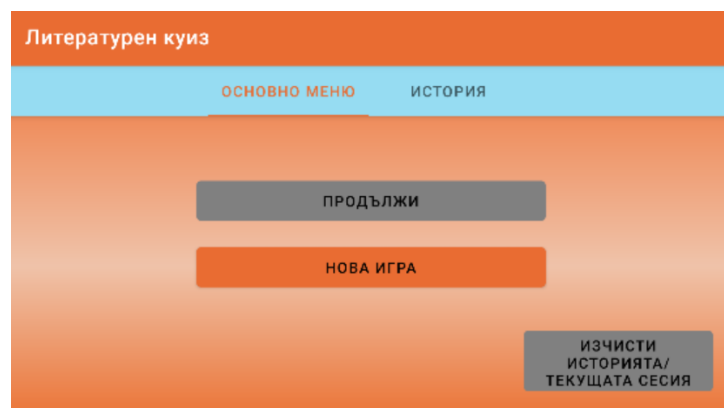 Литературен куиз
ОСНОВНО МЕНЮ ИСТОРИЯ
ПРОДЪЛЖИ
НОВА ИГРА
ИЗЧИСТИ
ИСТОРИЯТА/
ТЕКУЩАТА СЕСИЯ